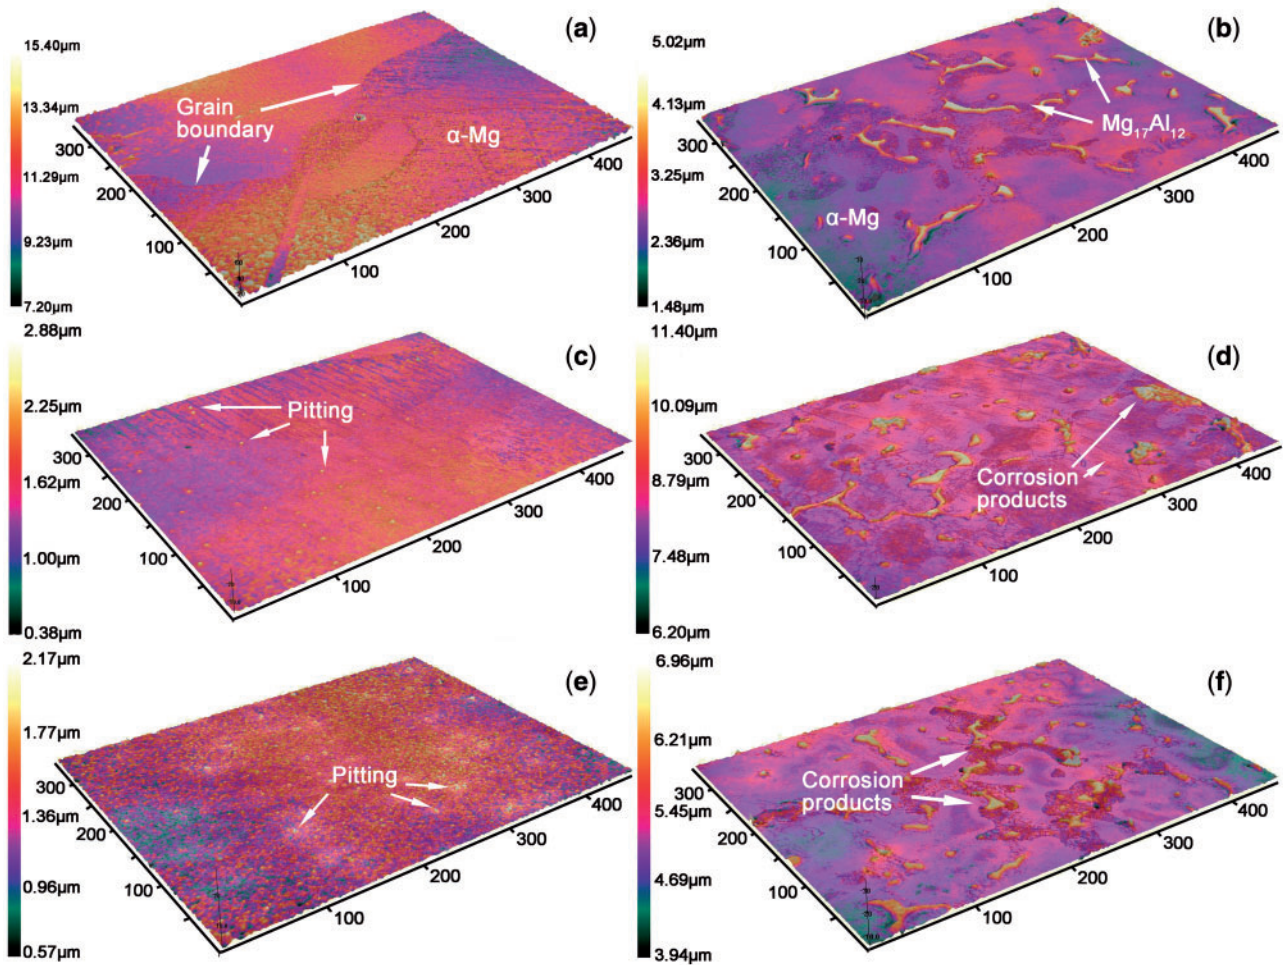 (a)
15.40µm
13.34µm
11.29µm
9.23µm
7.20µm
Grain
boundary
α-Mg
300
200
100
100
200
300
400
(b)
5.02µm
4.13µm
3.25µm
2.36µm
1.48µm
Mg17Al12
α-Mg
300
200
100
100
200
300
400
(c)
2.88µm
2.25µm
1.62µm
1.00µm
0.38µm
Pitting
300
200
100
100
200
300
400
(d)
11.40µm
10.09µm
8.79µm
7.48µm
6.20µm
Corrosion
products
300
200
100
100
200
300
400
(e)
2.17µm
1.77µm
1.36µm
0.96µm
0.57µm
Pitting
300
200
100
100
200
300
400
(f)
6.96µm
6.21µm
5.45µm
4.69µm
3.94µm
Corrosion
products
300
200
100
100
200
300
400